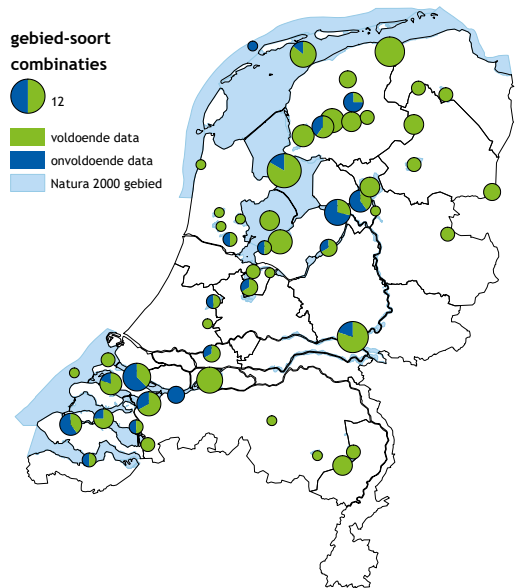 gebied-soort
combinaties
12
voldoende data
onvoldoende data
Natura 2000 gebied